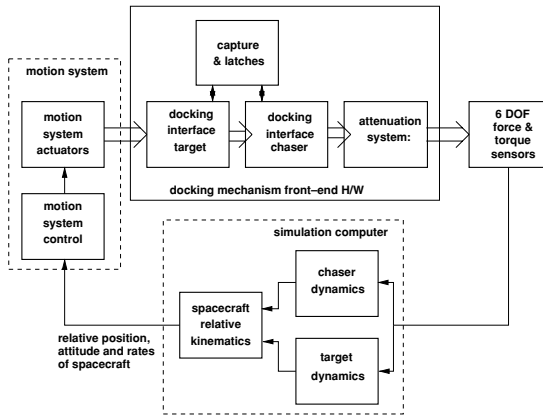 capture
& latches
motion system
motion
system
actuators
docking
interface
target
docking
interface
chaser
attenuation
system:
6 DOF
force &
torque
sensors
docking mechanism front–end H/W
motion
system
control
simulation computer
chaser
dynamics
spacecraft
relative
kinematics
target
dynamics
relative position,
attitude and rates
of spacecraft